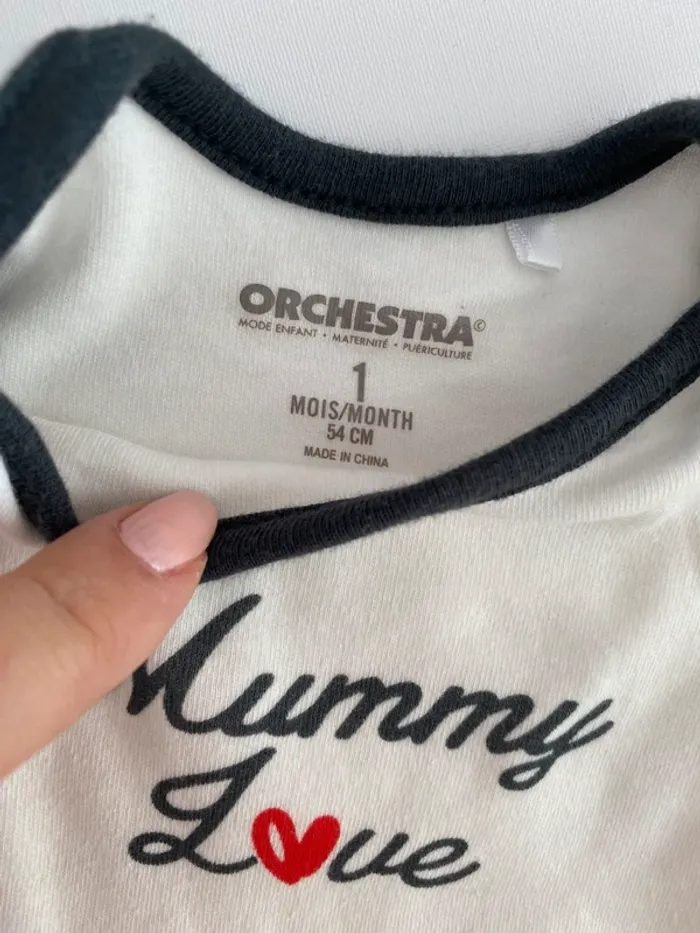 ORCHESTRA©
MODE ENFANT • MATERNITÉ • PUÉRICULTURE
1
MOIS/MONTH
54 CM
MADE IN CHINA
Mummy
Love